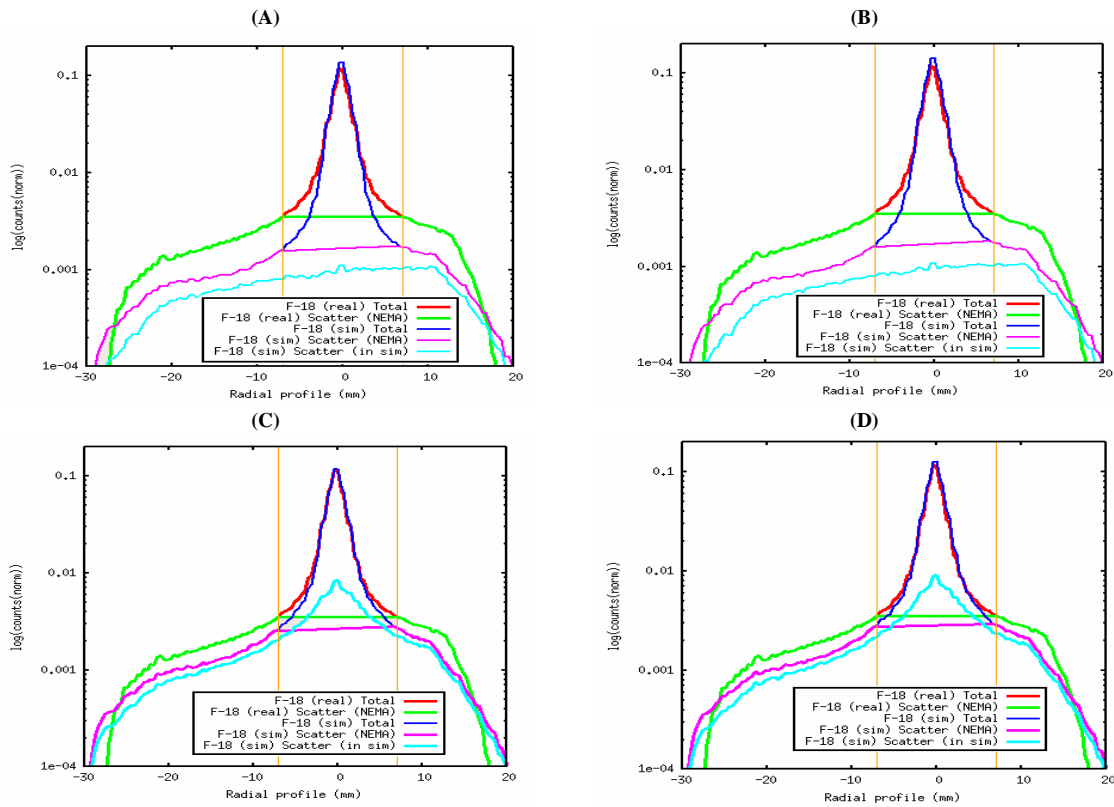 (A)
log(counts(norm))
0.1
0.01
0.001
1e-04
F-18 (real) Total
F-18 (real) Scatter (NEMA)
F-18 (sim) Total
F-18 (sim) Scatter (NEMA)
F-18 (sim) Scatter (in sim)
-30 -20 -10 0 10 20
Radial profile (mm)
(B)
log(counts(norm))
0.1
0.01
0.001
1e-04
F-18 (real) Total
F-18 (real) Scatter (NEMA)
F-18 (sim) Total
F-18 (sim) Scatter (NEMA)
F-18 (sim) Scatter (in sim)
-30 -20 -10 0 10 20
Radial profile (mm)
(C)
log(counts(norm))
0.1
0.01
0.001
1e-04
F-18 (real) Total
F-18 (real) Scatter (NEMA)
F-18 (sim) Total
F-18 (sim) Scatter (NEMA)
F-18 (sim) Scatter (in sim)
-30 -20 -10 0 10 20
Radial profile (mm)
(D)
log(counts(norm))
0.1
0.01
0.001
1e-04
F-18 (real) Total
F-18 (real) Scatter (NEMA)
F-18 (sim) Total
F-18 (sim) Scatter (NEMA)
F-18 (sim) Scatter (in sim)
-30 -20 -10 0 10 20
Radial profile (mm)